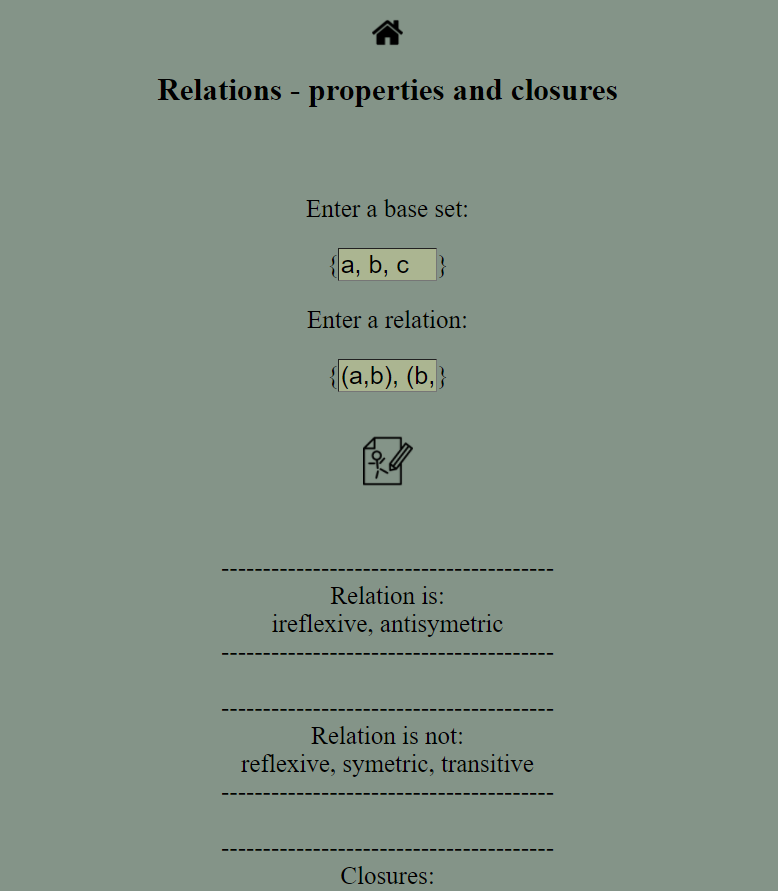 Relations - properties and closures
Enter a base set:
{a, b, c}
Enter a relation:
{(a,b), (b,}
----------------------------------------
Relation is:
ireflexive, antisymetric
----------------------------------------
----------------------------------------
Relation is not:
reflexive, symetric, transitive
----------------------------------------
----------------------------------------
Closures: